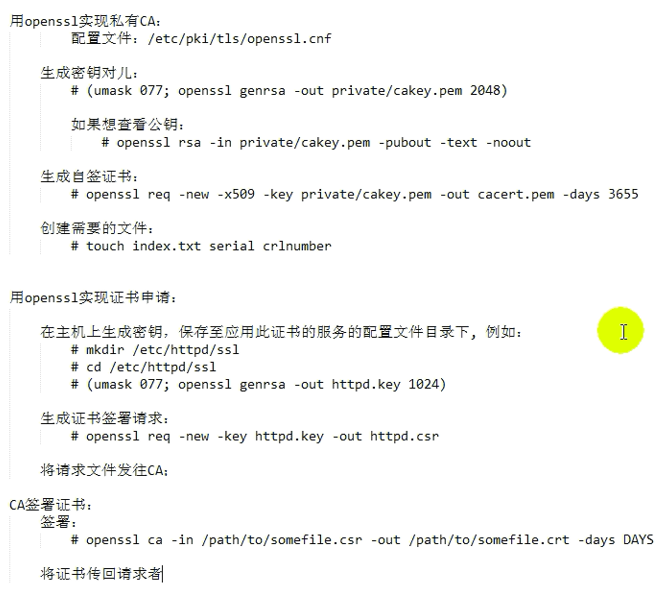 用openssl实现私有CA:
配置文件: /etc/pki/tls/openssl.cnf
生成密钥对儿:
# (umask 077; openssl genrsa -out private/cakey.pem 2048)
如果想查看公钥:
# openssl rsa -in private/cakey.pem -pubout -text -noout
生成自签证书:
# openssl req -new -x509 -key private/cakey.pem -out cacert.pem -days 3655
创建需要的文件:
# touch index.txt serial crlnumber
用openssl实现证书申请:
在主机上生成密钥，保存至应用此证书的服务的配置文件目录下, 例如:
# mkdir /etc/httpd/ssl
# cd /etc/httpd/ssl
# (umask 077; openssl genrsa -out httpd.key 1024)
生成证书签署请求:
# openssl req -new -key httpd.key -out httpd.csr
将请求文件发往CA;
CA签署证书:
签署:
# openssl ca -in /path/to/somefile.csr -out /path/to/somefile.crt -days DAYS
将证书传回请求者